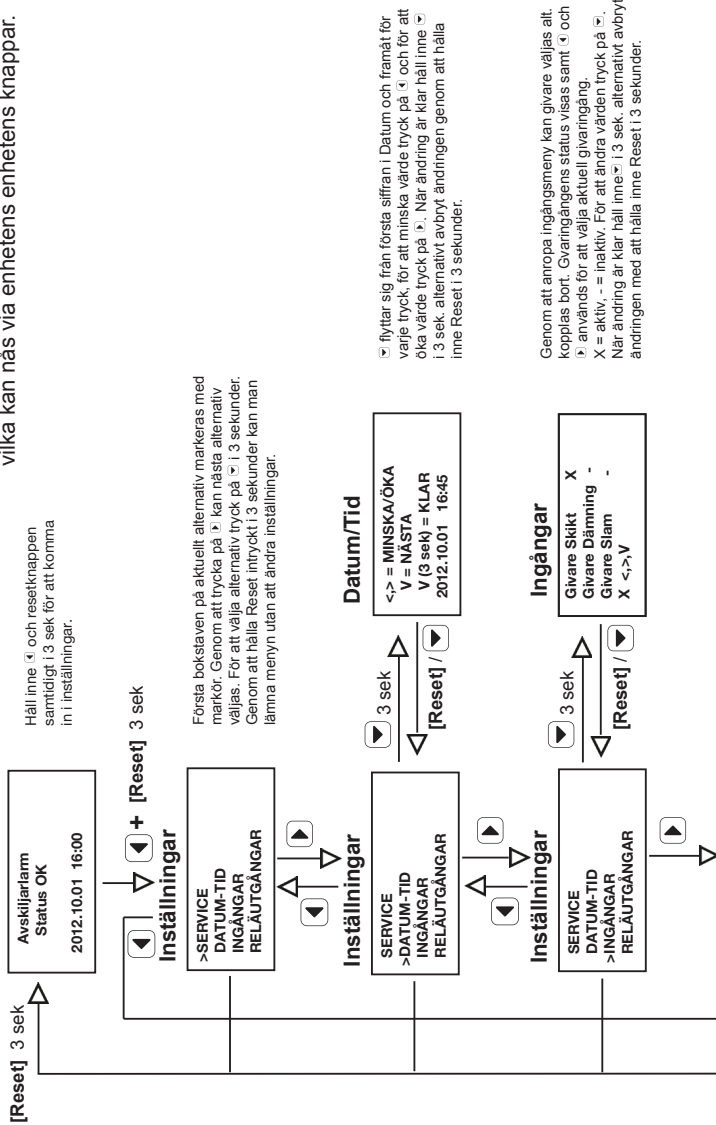 vilka kan nås via enhetens enhetens knappar.
[Reset] 3 sek
Avskiljarlarm
Status OK
2012.10.01 16:00
Håll inne ◀ och resetknappen
samtidigt i 3 sek för att komma
in i inställningar.
◀
◀ + [Reset] 3 sek
Inställningar
>SERVICE
DATUM-TID
INGÅNGAR
RELÄUTGÅNGAR
Första bokstaven på aktuellt alternativ markeras med
markör. Genom att trycka på ▶ kan nästa alternativ
väljas. För att välja alternativ tryck på ▼ i 3 sekunder.
Genom att hålla Reset intryckt i 3 sekunder kan man
lämna menyn utan att ändra inställningar.
◀ ▶
Inställningar
SERVICE
>DATUM-TID
INGÅNGAR
RELÄUTGÅNGAR
▼ 3 sek
[Reset] / ▼
Datum/Tid
<,> = MINSKA/ÖKA
V = NÄSTA
V (3 sek) = KLAR
2012.10.01 16:45
▼ flyttar sig från första siffran i Datum och framåt för
varje tryck, för att minska värde tryck på ◀ och för att
öka värde tryck på ▶. När ändring är klar håll inne ▼
i 3 sek. alternativt avbryt ändringen genom att hålla
inne Reset i 3 sekunder.
◀ ▶
Inställningar
SERVICE
DATUM-TID
>INGÅNGAR
RELÄUTGÅNGAR
▼ 3 sek
[Reset] / ▼
Ingångar
Givare Skikt X
Givare Dämning -
Givare Slam -
X <,>,V
Genom att anropa ingångsmeny kan givare väljas alt.
kopplas bort. Gvaringångens status visas samt ◀ och
▶ används för att välja aktuell givaringång.
X = aktiv, - = inaktiv. För att ändra värden tryck på ▼.
När ändring är klar håll inne▼ i 3 sek. alternativt avbryt
ändringen med att hålla inne Reset i 3 sekunder.
▶